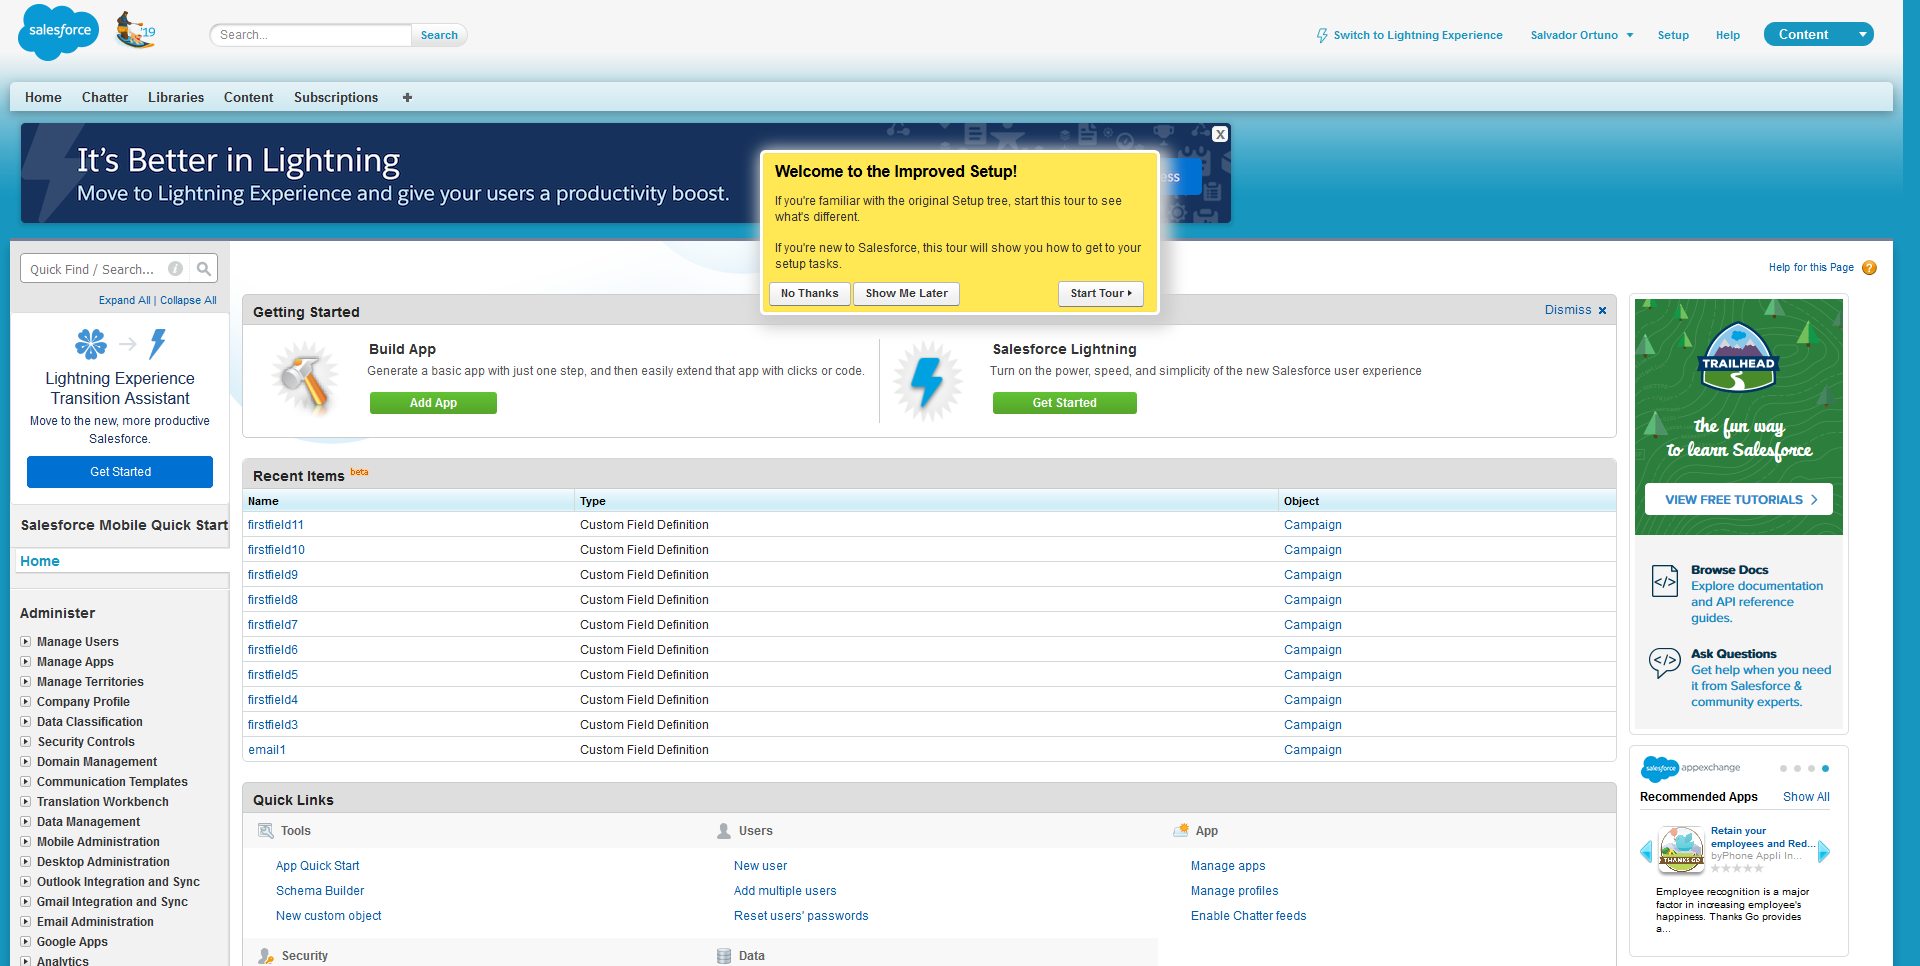 salesforce
'19
Search...
Search
Switch to Lightning Experience
Salvador Ortuno
Setup
Help
Content
Home
Chatter
Libraries
Content
Subscriptions
+
It's Better in Lightning
Move to Lightning Experience and give your users a productivity boost.
ess
X
Welcome to the Improved Setup!
If you're familiar with the original Setup tree, start this tour to see
what's different.
If you're new to Salesforce, this tour will show you how to get to your
setup tasks.
No Thanks
Show Me Later
Start Tour
Quick Find / Search...
i
Expand All | Collapse All
Lightning Experience
Transition Assistant
Move to the new, more productive
Salesforce.
Get Started
Salesforce Mobile Quick Start
Home
Administer
Manage Users
Manage Apps
Manage Territories
Company Profile
Data Classification
Security Controls
Domain Management
Communication Templates
Translation Workbench
Data Management
Mobile Administration
Desktop Administration
Outlook Integration and Sync
Gmail Integration and Sync
Email Administration
Google Apps
Analytics
Help for this Page ?
Getting Started
Dismiss x
Build App
Generate a basic app with just one step, and then easily extend that app with clicks or code.
Add App
Salesforce Lightning
Turn on the power, speed, and simplicity of the new Salesforce user experience
Get Started
Recent Items beta
Name Type Object
firstfield11 Custom Field Definition Campaign
firstfield10 Custom Field Definition Campaign
firstfield9 Custom Field Definition Campaign
firstfield8 Custom Field Definition Campaign
firstfield7 Custom Field Definition Campaign
firstfield6 Custom Field Definition Campaign
firstfield5 Custom Field Definition Campaign
firstfield4 Custom Field Definition Campaign
firstfield3 Custom Field Definition Campaign
email1 Custom Field Definition Campaign
Quick Links
Tools
App Quick Start
Schema Builder
New custom object
Users
New user
Add multiple users
Reset users' passwords
App
Manage apps
Manage profiles
Enable Chatter feeds
Security
Data
TRAILHEAD
the fun way
to learn Salesforce
VIEW FREE TUTORIALS
</>
Browse Docs
Explore documentation
and API reference
guides.
</>
Ask Questions
Get help when you need
it from Salesforce &
community experts.
salesforce appexchange
Recommended Apps
Show All
THANKS GO
Retain your
employees and Red...
byPhone Appli In...
Employee recognition is a major
factor in increasing employee's
happiness. Thanks Go provides
a...